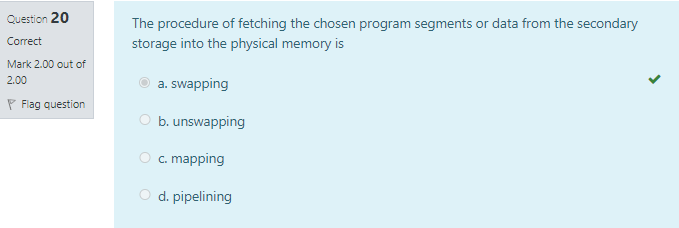 Question 20
Correct
Mark 2.00 out of
2.00
Flag question
The procedure of fetching the chosen program segments or data from the secondary
storage into the physical memory is
a. swapping
b. unswapping
c. mapping
d. pipelining